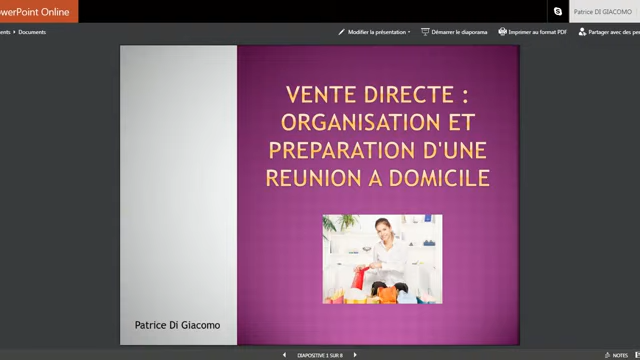 owerPoint Online
Patrice DI GIACOMO
ents › Documents
Modifier la présentation
Démarrer le diaporama
Imprimer au format PDF
Partager avec des per
VENTE DIRECTE :
ORGANISATION ET
PREPARATION D'UNE
REUNION A DOMICILE
Patrice Di Giacomo
DIAPOSITIVE 1 SUR 8
NOTES